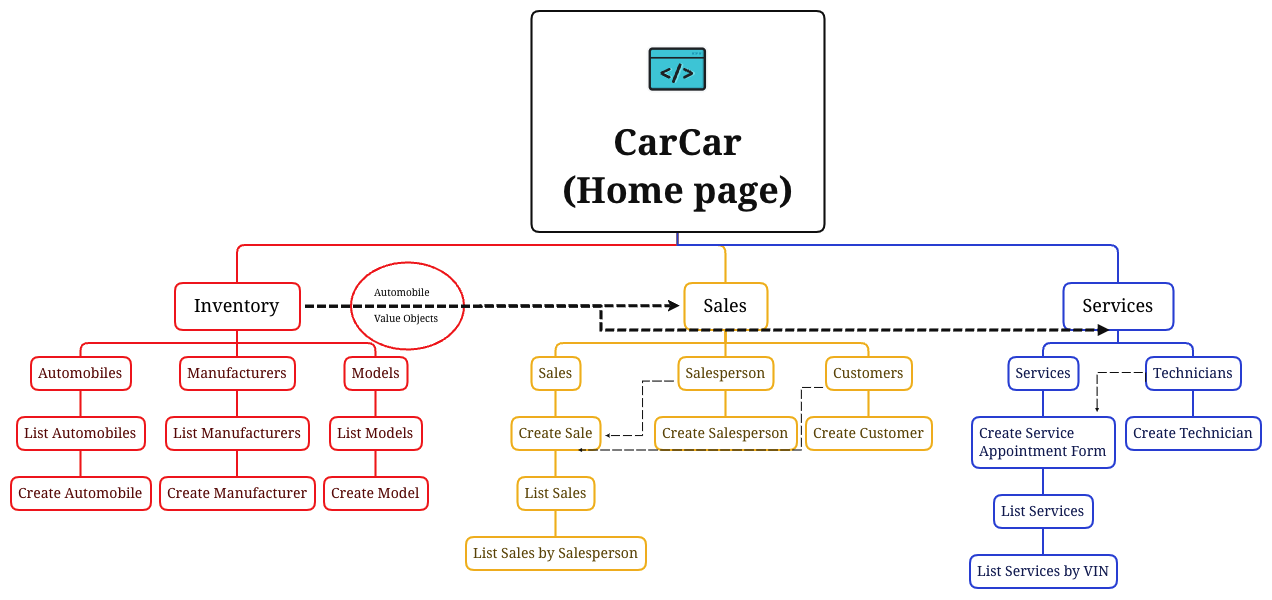 </>
CarCar
(Home page)
Inventory
Automobile
Value Objects
Sales
Services
Automobiles
Manufacturers
Models
Sales
Salesperson
Customers
Services
Technicians
List Automobiles
List Manufacturers
List Models
Create Sale
Create Salesperson
Create Customer
Create Service
Appointment Form
Create Technician
Create Automobile
Create Manufacturer
Create Model
List Sales
List Services
List Sales by Salesperson
List Services by VIN